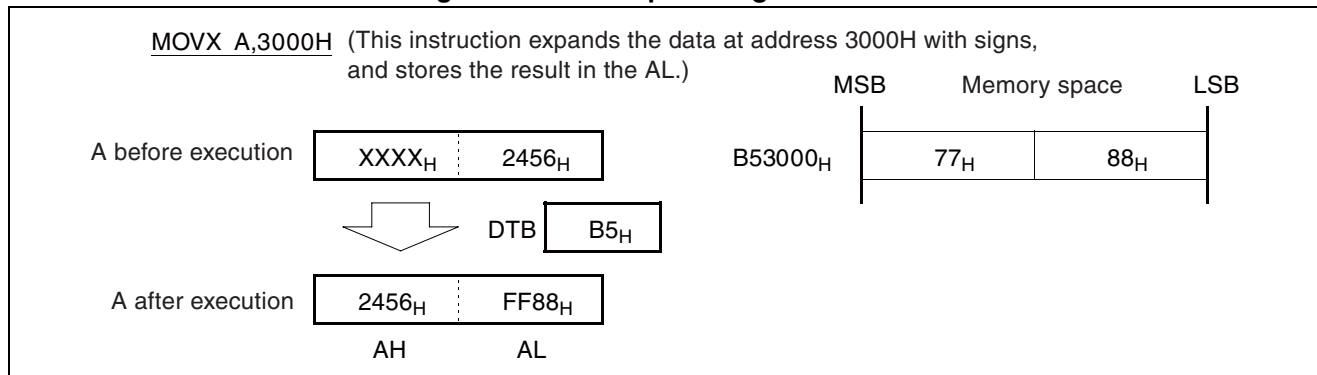 MOVX A,3000H (This instruction expands the data at address 3000H with signs,
and stores the result in the AL.)
MSB Memory space LSB
A before execution XXXXH 2456H B53000H 77H 88H
DTB B5H
A after execution 2456H FF88H
AH AL